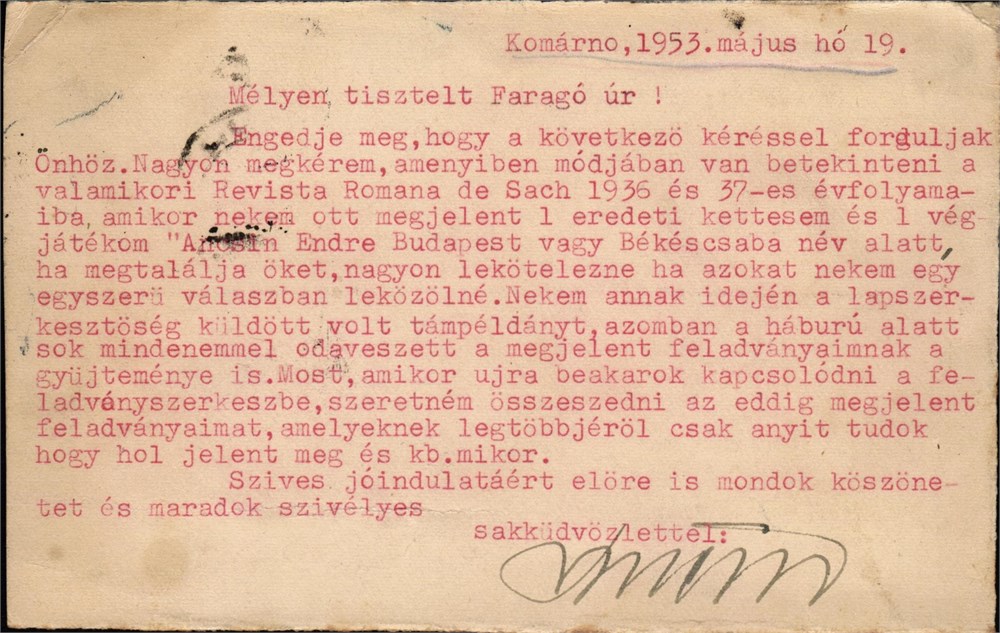 Komárno,1953.május hó 19.
Mélyen tisztelt Faragó úr !
Engedje meg,hogy a következö kéréssel forduljak
Önhöz.Nagyon megkérem,amenyiben módjában van betekinteni a
valamikori Revista Romana de Sach 1936 és 37-es évfolyama-
iba,amikor nekem ott megjelent 1 eredeti kettesem és 1 vég-
játékom " Endre Budapest vagy Békéscsaba név alatt,
ha megtalálja öket,nagyon lekötelezne ha azokat nekem egy
egyszerü válaszban leközölné.Nekem annak idején a lapszer-
kesztöség küldött volt támpéldányt,azomban a háború alatt
sok mindenemmel odaveszett a megjelent feladványaimnak a
gyüjteménye is.Most,amikor ujra beakarok kapcsolódni a fe-
ladványszerkeszbe,szeretném összeszedni az eddig megjelent
feladványaimat,amelyeknek legtöbbjéröl csak anyit tudok
hogy hol jelent meg és kb.mikor.
Szives jóindulatáért elöre is mondok köszöne-
tet és maradok szivélyes
sakküdvözlettel: